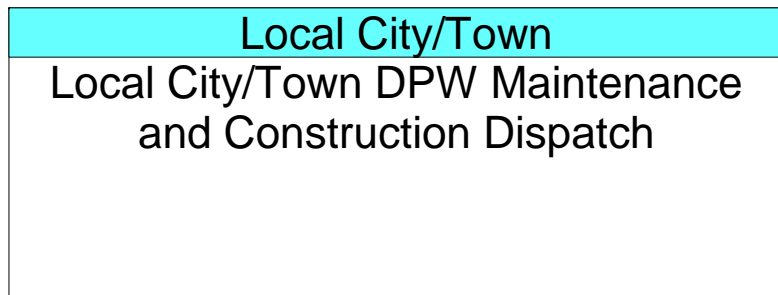 Local City/Town
Local City/Town DPW Maintenance
and Construction Dispatch